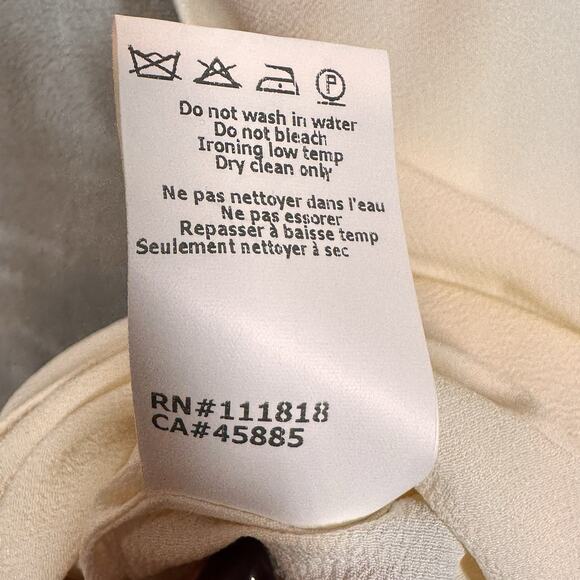 P
Do not wash in water
Do not bleach
Ironing low temp
Dry clean only
Ne pas nettoyer dans l'eau
Ne pas essorer
Repasser à baisse temp
Seulement nettoyer à sec
RN#111818
CA#45885